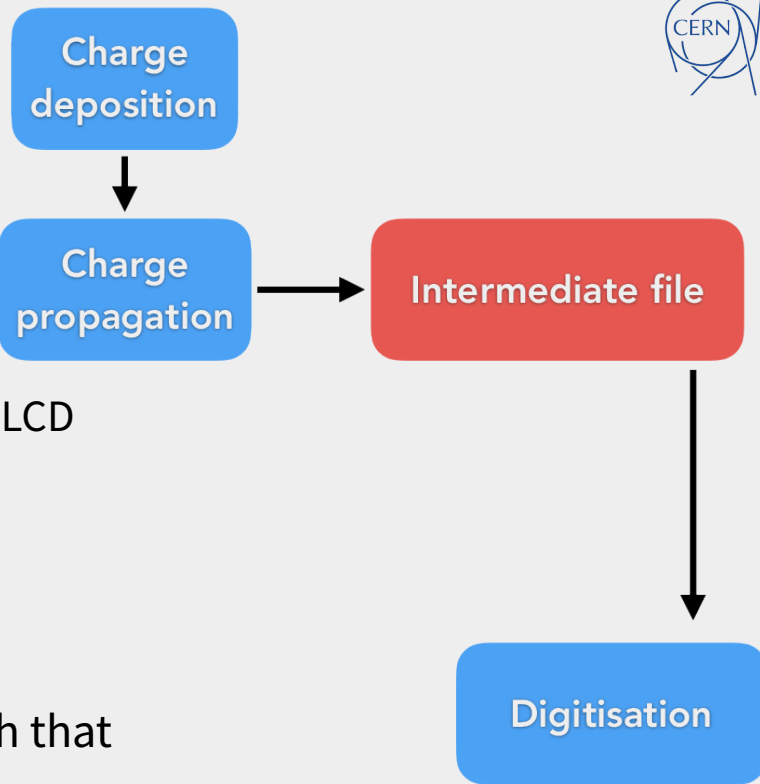 CERN
Charge
deposition
Charge
propagation
Intermediate file
LCD
Digitisation
h that